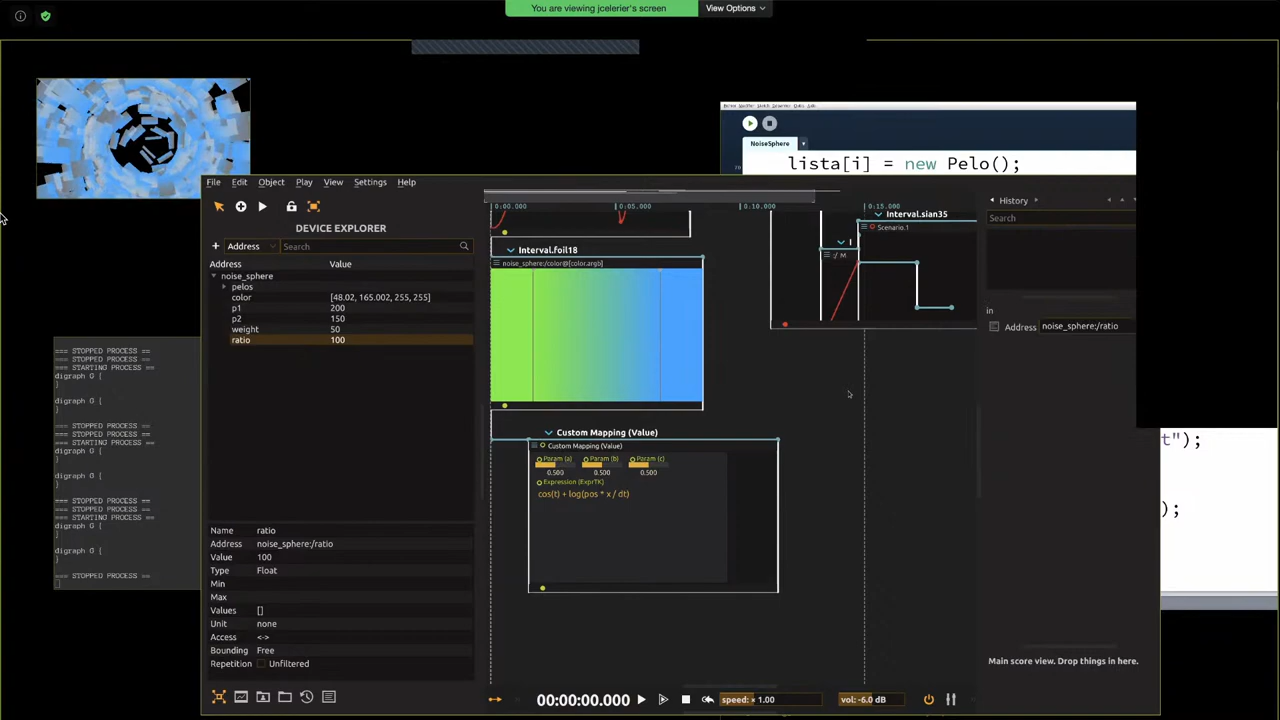 You are viewing jcelerier's screen
View Options
NoiseSphere
lista[i] = new Pelo();
File Edit Object Play View Settings Help
DEVICE EXPLORER
Address Search
Address Value
noise_sphere
pelos
color [48.02, 165.002, 255, 255]
p1 200
p2 150
weight 50
ratio 100
Name ratio
Address noise_sphere:/ratio
Value 100
Type Float
Min
Max
Values []
Unit none
Access <->
Bounding Free
Repetition Unfiltered
0:00.000 0:05.000 0:10.000 0:15.000
Interval.foil18
noise_sphere:/color@[color.argb]
Interval.sian35
Scenario.1
I
:/ M
Custom Mapping (Value)
Custom Mapping (Value)
Param (a) Param (b) Param (c)
0.500 0.500 0.500
Expression (ExprTK)
cos(t) + log(pos * x / dt)
History
Search
in
Address noise_sphere:/ratio
Main score view. Drop things in here.
00:00:00.000
speed: × 1.00
vol: -6.0 dB
=== STOPPED PROCESS ==
=== STOPPED PROCESS ==
=== STARTING PROCESS ==
digraph G {
}
digraph G {
}
=== STOPPED PROCESS ==
=== STOPPED PROCESS ==
=== STARTING PROCESS ==
digraph G {
}
digraph G {
}
=== STOPPED PROCESS ==
=== STOPPED PROCESS ==
=== STARTING PROCESS ==
digraph G {
}
digraph G {
}
=== STOPPED PROCESS ==
t");
);